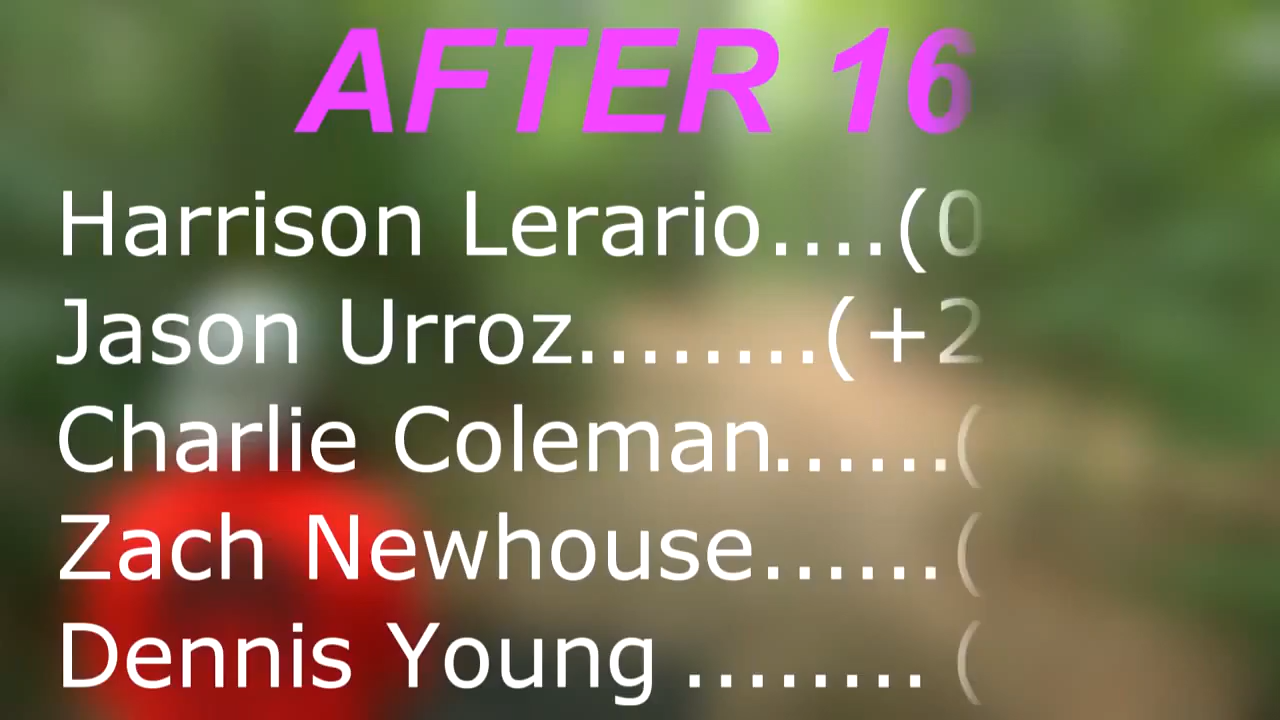 AFTER 16
Harrison Lerario....(0
Jason Urroz.........(+2
Charlie Coleman.......(
Zach Newhouse......(
Dennis Young ........(